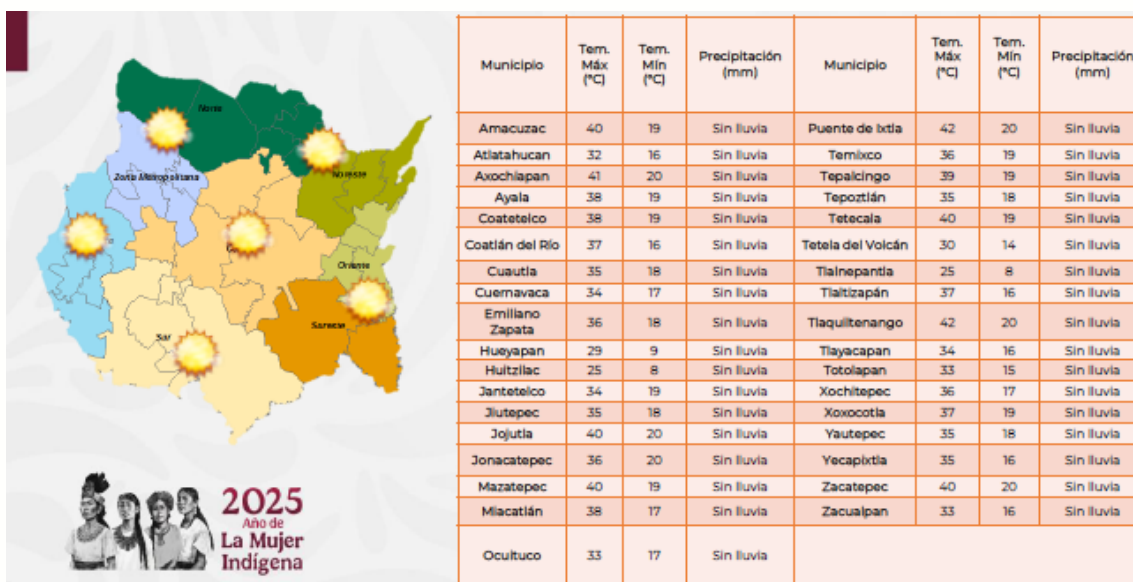 Norte
Zona Metropolitana
Noreste
Oriente
Sureste
Sur
2025
Año de
La Mujer
Indígena
Municipio Tem. Máx (°C) Tem. Mín (°C) Precipitación (mm) Municipio Tem. Máx (°C) Tem. Mín (°C) Precipitación (mm)
Amacuzac 40 19 Sin lluvia Puente de Ixtla 42 20 Sin lluvia
Atlatahucan 32 16 Sin lluvia Temixco 36 19 Sin lluvia
Axochiapan 41 20 Sin lluvia Tepalcingo 39 19 Sin lluvia
Ayala 38 19 Sin lluvia Tepoztlán 35 18 Sin lluvia
Coatetelco 38 19 Sin lluvia Tetecala 40 19 Sin lluvia
Coatlán del Río 37 16 Sin lluvia Tetela del Volcán 30 14 Sin lluvia
Cuautla 35 18 Sin lluvia Tlalnepantla 25 8 Sin lluvia
Cuernavaca 34 17 Sin lluvia Tlaltizapán 37 16 Sin lluvia
Emiliano Zapata 36 18 Sin lluvia Tlaquiltenango 42 20 Sin lluvia
Hueyapan 29 9 Sin lluvia Tlayacapan 34 16 Sin lluvia
Huitzilac 25 8 Sin lluvia Totolapan 33 15 Sin lluvia
Jantetelco 34 19 Sin lluvia Xochitepec 36 17 Sin lluvia
Jiutepec 35 18 Sin lluvia Xoxocotla 37 19 Sin lluvia
Jojutla 40 20 Sin lluvia Yautepec 35 18 Sin lluvia
Jonacatepec 36 20 Sin lluvia Yecapixtla 35 16 Sin lluvia
Mazatepec 40 19 Sin lluvia Zacatepec 40 20 Sin lluvia
Miacatlán 38 17 Sin lluvia Zacualpan 33 16 Sin lluvia
Ocuituco 33 17 Sin lluvia